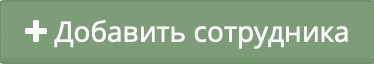 + Добавить сотрудника